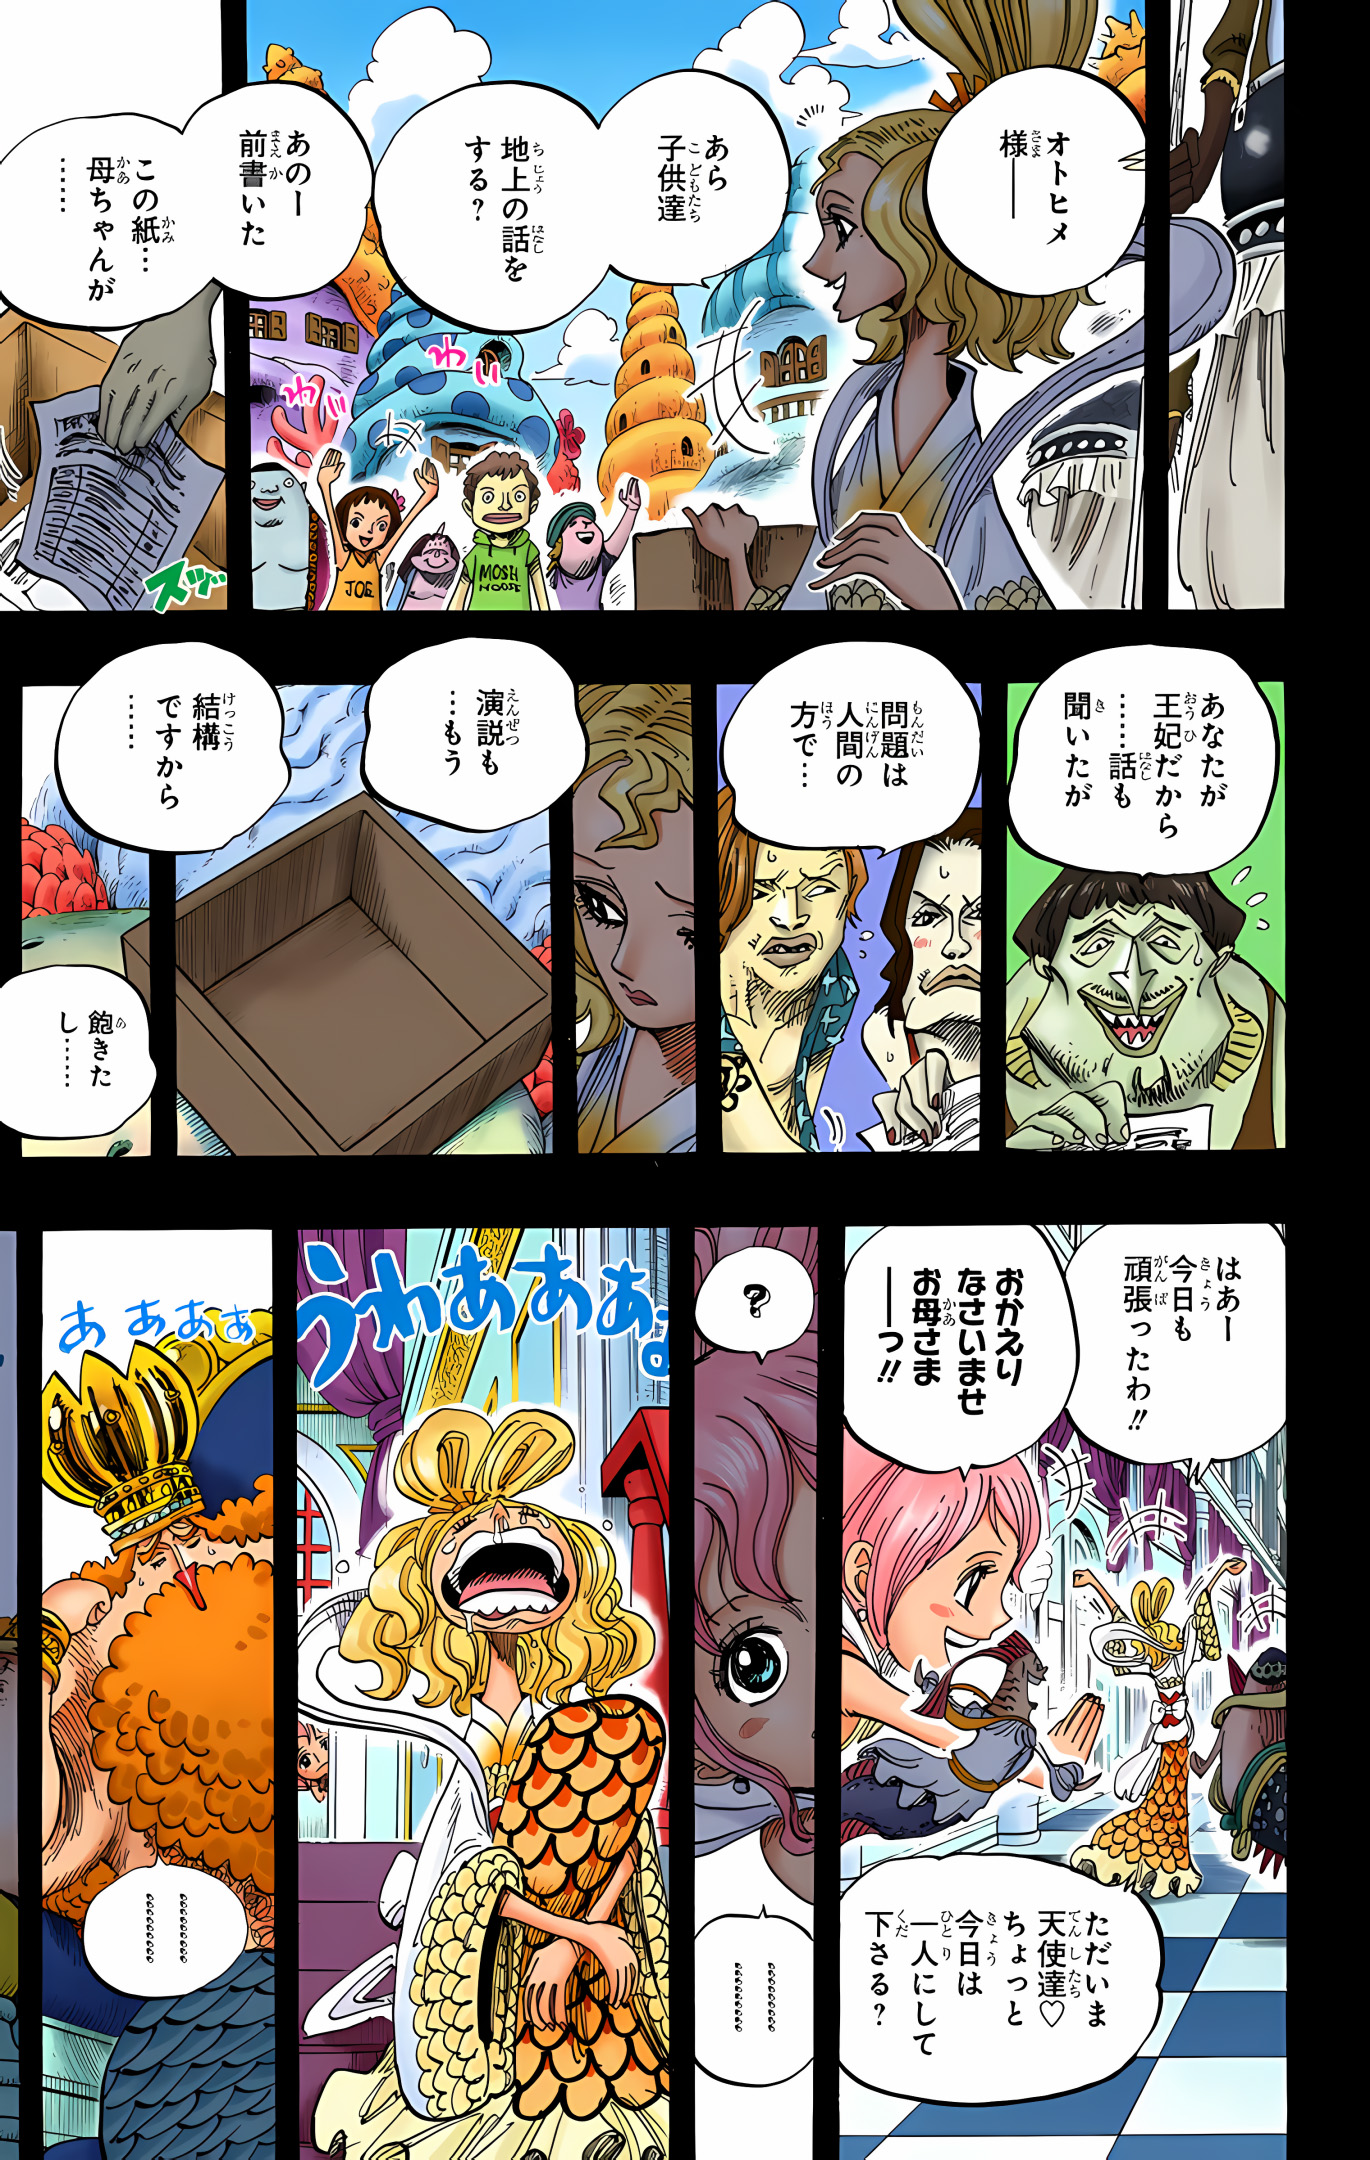 オトヒメ
様──
あら
子供達
地上の話を
する?
わい
わッ
JOE
MOSH
あのー
前書いた
この紙…
母ちゃんが
……
スッ
あなたが
王妃だから
……話も
聞いたが
問題は
人間の
方で…
演説も
…もう
結構
ですから
……
飽きた
し……
はあー
今日も
頑張ったわ!!
おかえり
なさいませ
お母さま
──っ!!
ただいま
天使達♡
ちょっと
今日は
一人にして
下さる?
?
………
………
うわあああぁ
あぁぁぁ
………
………